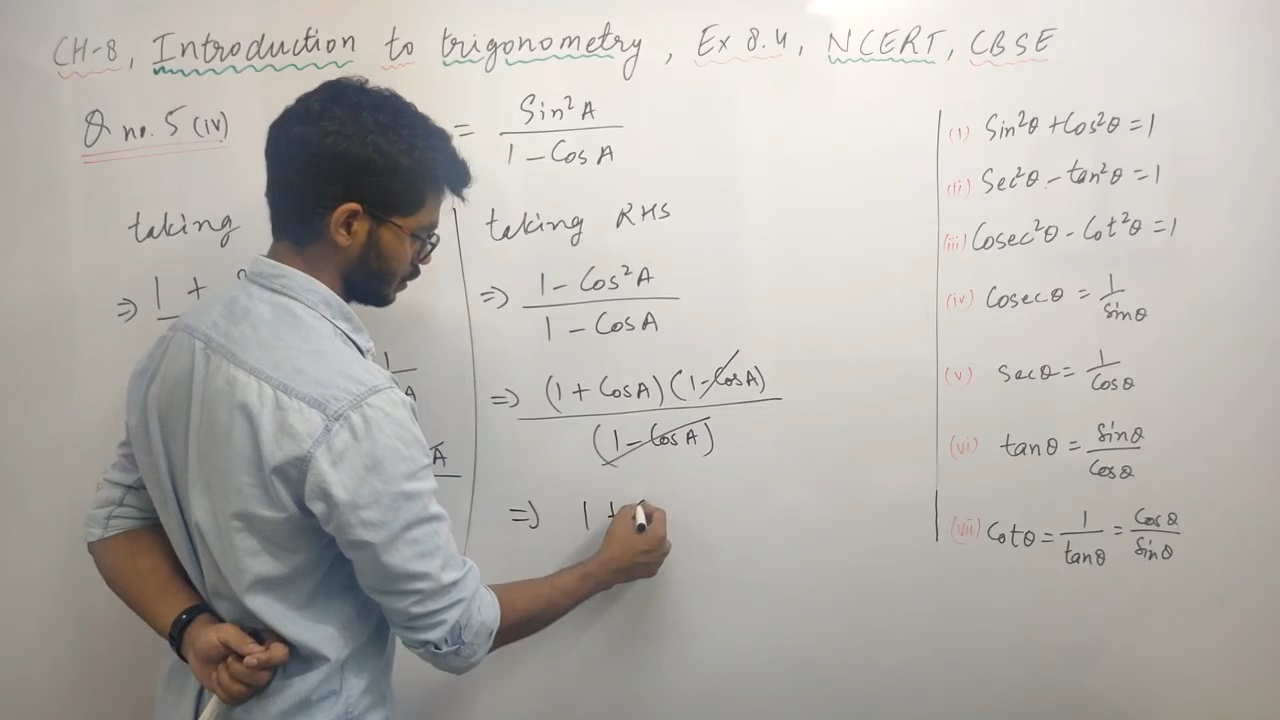 CH-8, Introduction to trigonometry, Ex 8.4, NCERT, CBSE
Q no. 5 (iv)
= Sin²A / 1 - Cos A
taking
⇒ 1 +
1
A
A
taking RHS
⇒ 1 - Cos²A / 1 - Cos A
⇒ (1 + Cos A) (1 - Cos A) / (1 - Cos A)
⇒ 1 +
(i) Sin²θ + Cos²θ = 1
(ii) Sec²θ - tan²θ = 1
(iii) Cosec²θ - Cot²θ = 1
(iv) Cosecθ = 1 / Sinθ
(v) Secθ = 1 / Cosθ
(vi) tanθ = Sinθ / Cosθ
(vii) Cotθ = 1 / tanθ = Cosθ / Sinθ